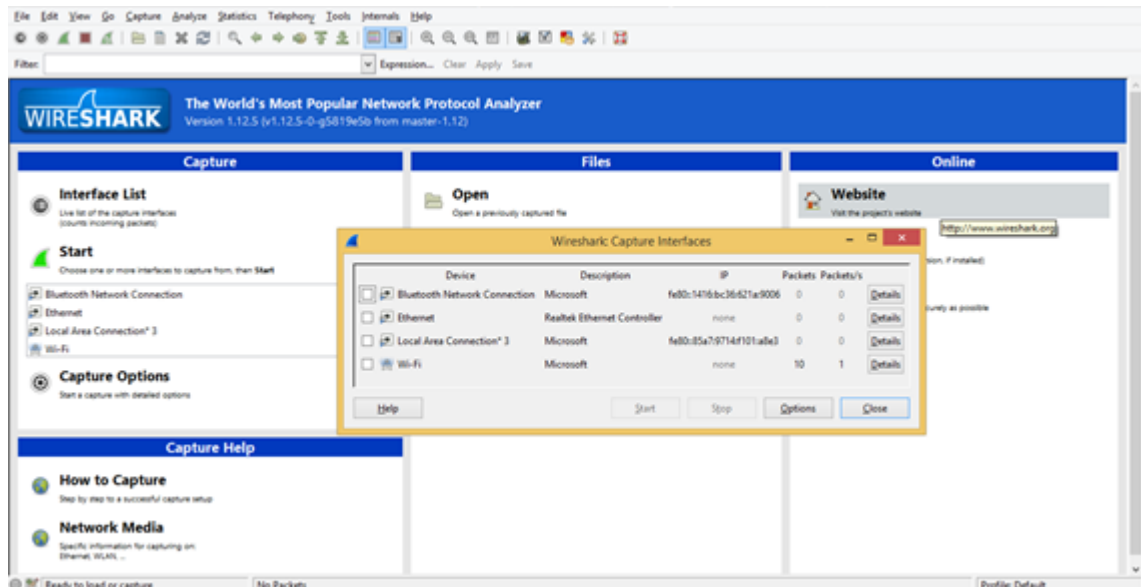 File Edit View Go Capture Analyze Statistics Telephony Tools Internals Help
Filter: Expression... Clear Apply Save
WIRESHARK
The World's Most Popular Network Protocol Analyzer
Version 1.12.5 (v1.12.5-0-g5819e5b from master-1.12)
Capture
Interface List
Live list of the capture interfaces
(counts incoming packets)
Start
Choose one or more interfaces to capture from, then Start
Bluetooth Network Connection
Ethernet
Local Area Connection* 3
Wi-Fi
Capture Options
Start a capture with detailed options
Capture Help
How to Capture
Step by step to a successful capture setup
Network Media
Specific information for capturing on:
Ethernet, WLAN, ...
Files
Open
Open a previously captured file
Online
Website
Visit the project's website
http://www.wireshark.org
sion, if installed)
urely as possible
Wireshark: Capture Interfaces
Device Description IP Packets Packets/s
Bluetooth Network Connection Microsoft fe80::1416:bc36:621a:9006 0 0 Details
Ethernet Realtek Ethernet Controller none 0 0 Details
Local Area Connection* 3 Microsoft fe80::85a7:9714:f101:a8e3 0 0 Details
Wi-Fi Microsoft none 10 1 Details
Help Start Stop Options Close
Ready to load or capture No Packets Profile: Default